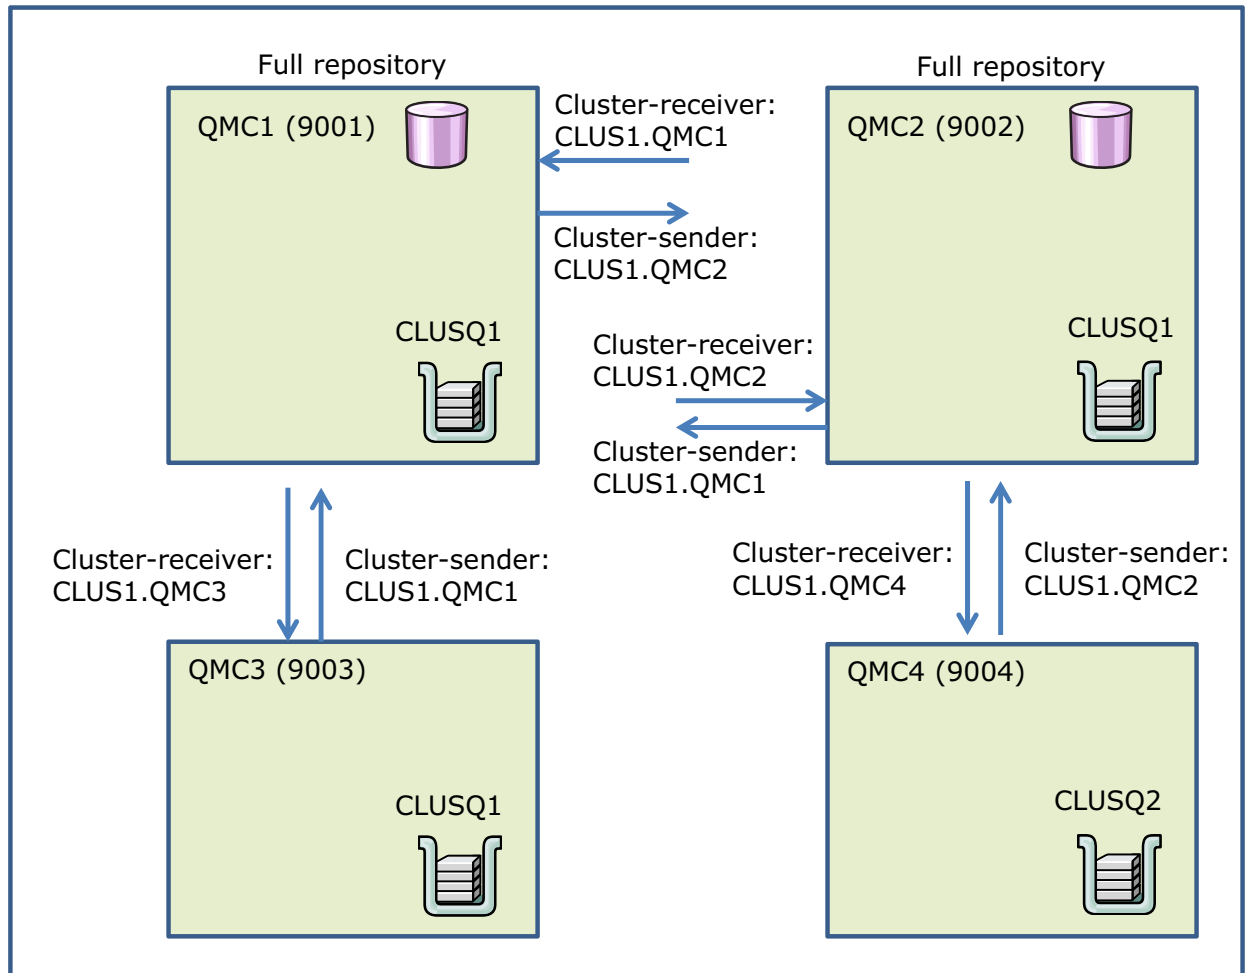 Full repository
Full repository
QMC1 (9001)
Cluster-receiver:
CLUS1.QMC1
QMC2 (9002)
Cluster-sender:
CLUS1.QMC2
CLUSQ1
CLUSQ1
Cluster-receiver:
CLUS1.QMC2
Cluster-sender:
CLUS1.QMC1
Cluster-receiver:
CLUS1.QMC3
Cluster-sender:
CLUS1.QMC1
Cluster-receiver:
CLUS1.QMC4
Cluster-sender:
CLUS1.QMC2
QMC3 (9003)
QMC4 (9004)
CLUSQ1
CLUSQ2